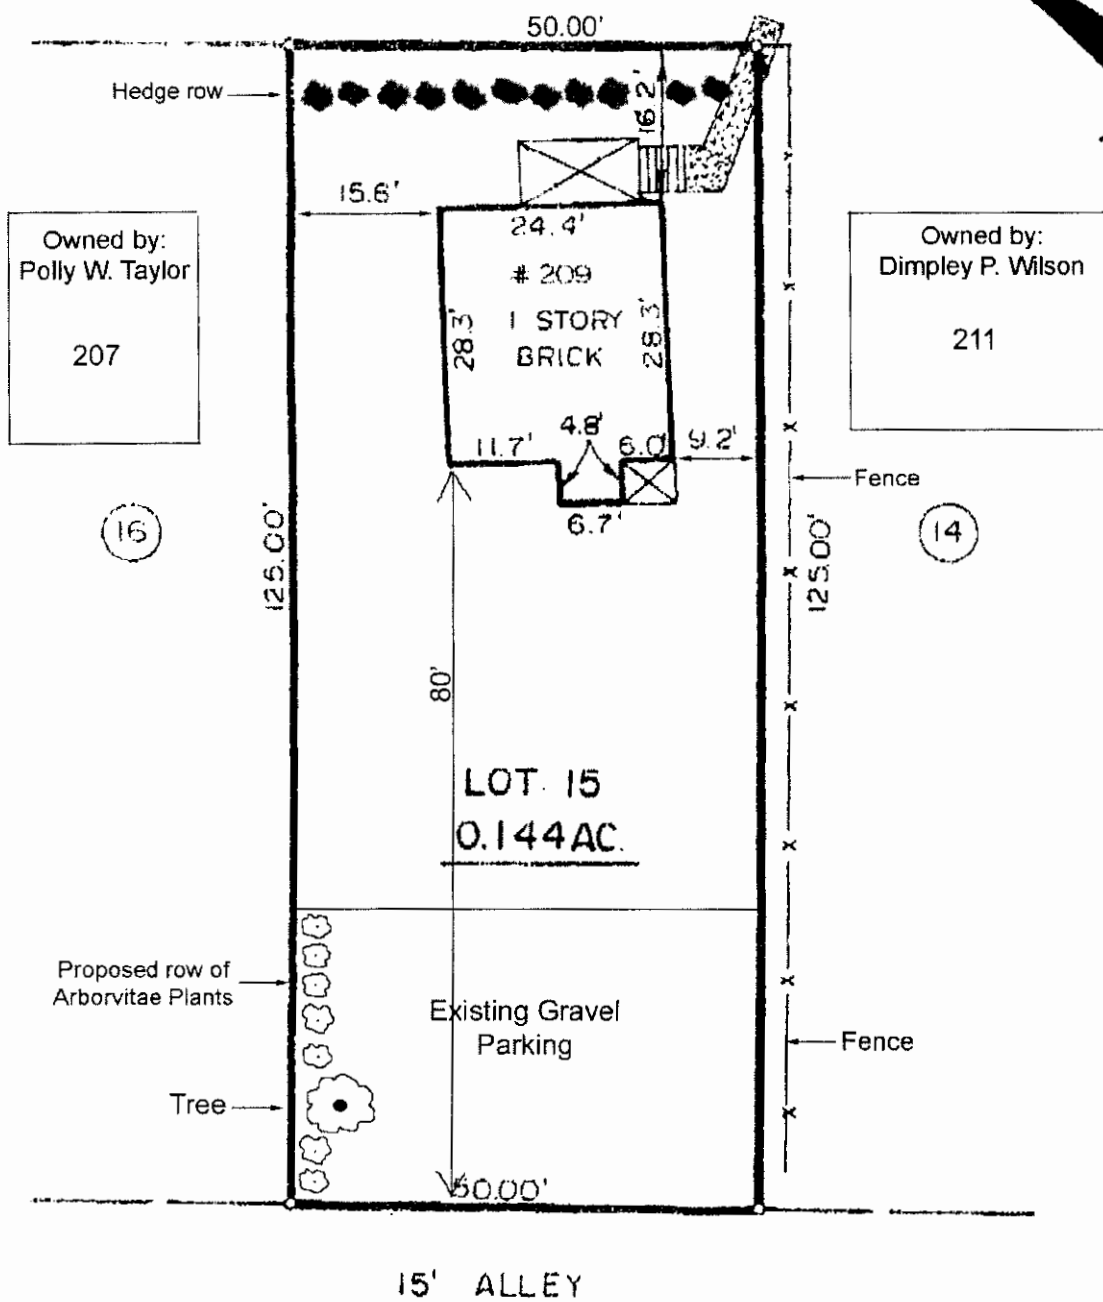 50.00'
Hedge row
16.2'
15.6'
24.4'
Owned by:
Polly W. Taylor
207
# 209
1 STORY
BRICK
28.3'
28.3'
Owned by:
Dimpley P. Wilson
211
11.7'
4.8'
6.0'
9.2'
6.7'
Fence
16
14
125.00'
125.00'
80'
LOT 15
0.144 AC.
Proposed row of
Arborvitae Plants
Existing Gravel
Parking
Fence
Tree
50.00'
15' ALLEY